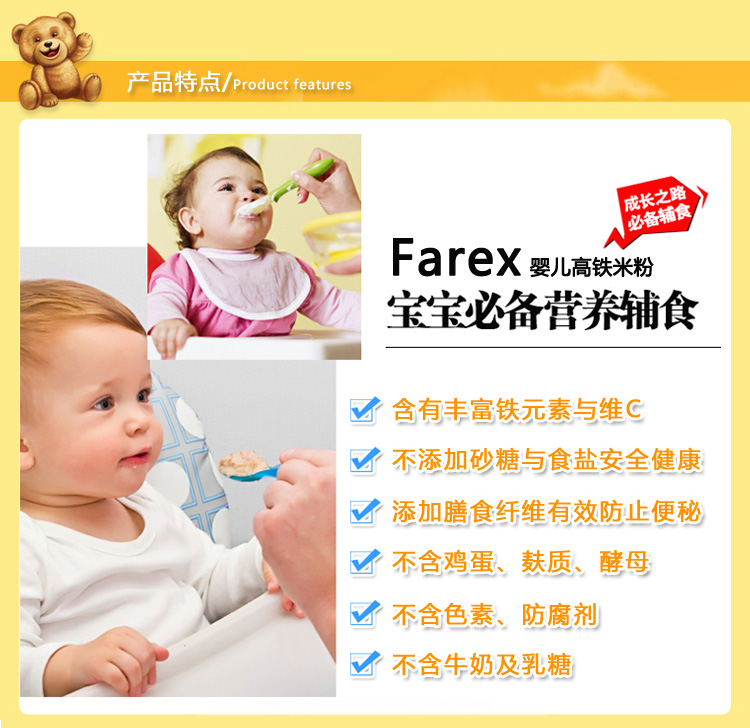 产品特点/Product features
成长之路
必备辅食
Farex 婴儿高铁米粉
宝宝必备营养辅食
含有丰富铁元素与维C
不添加砂糖与食盐安全健康
添加膳食纤维有效防止便秘
不含鸡蛋、麸质、酵母
不含色素、防腐剂
不含牛奶及乳糖